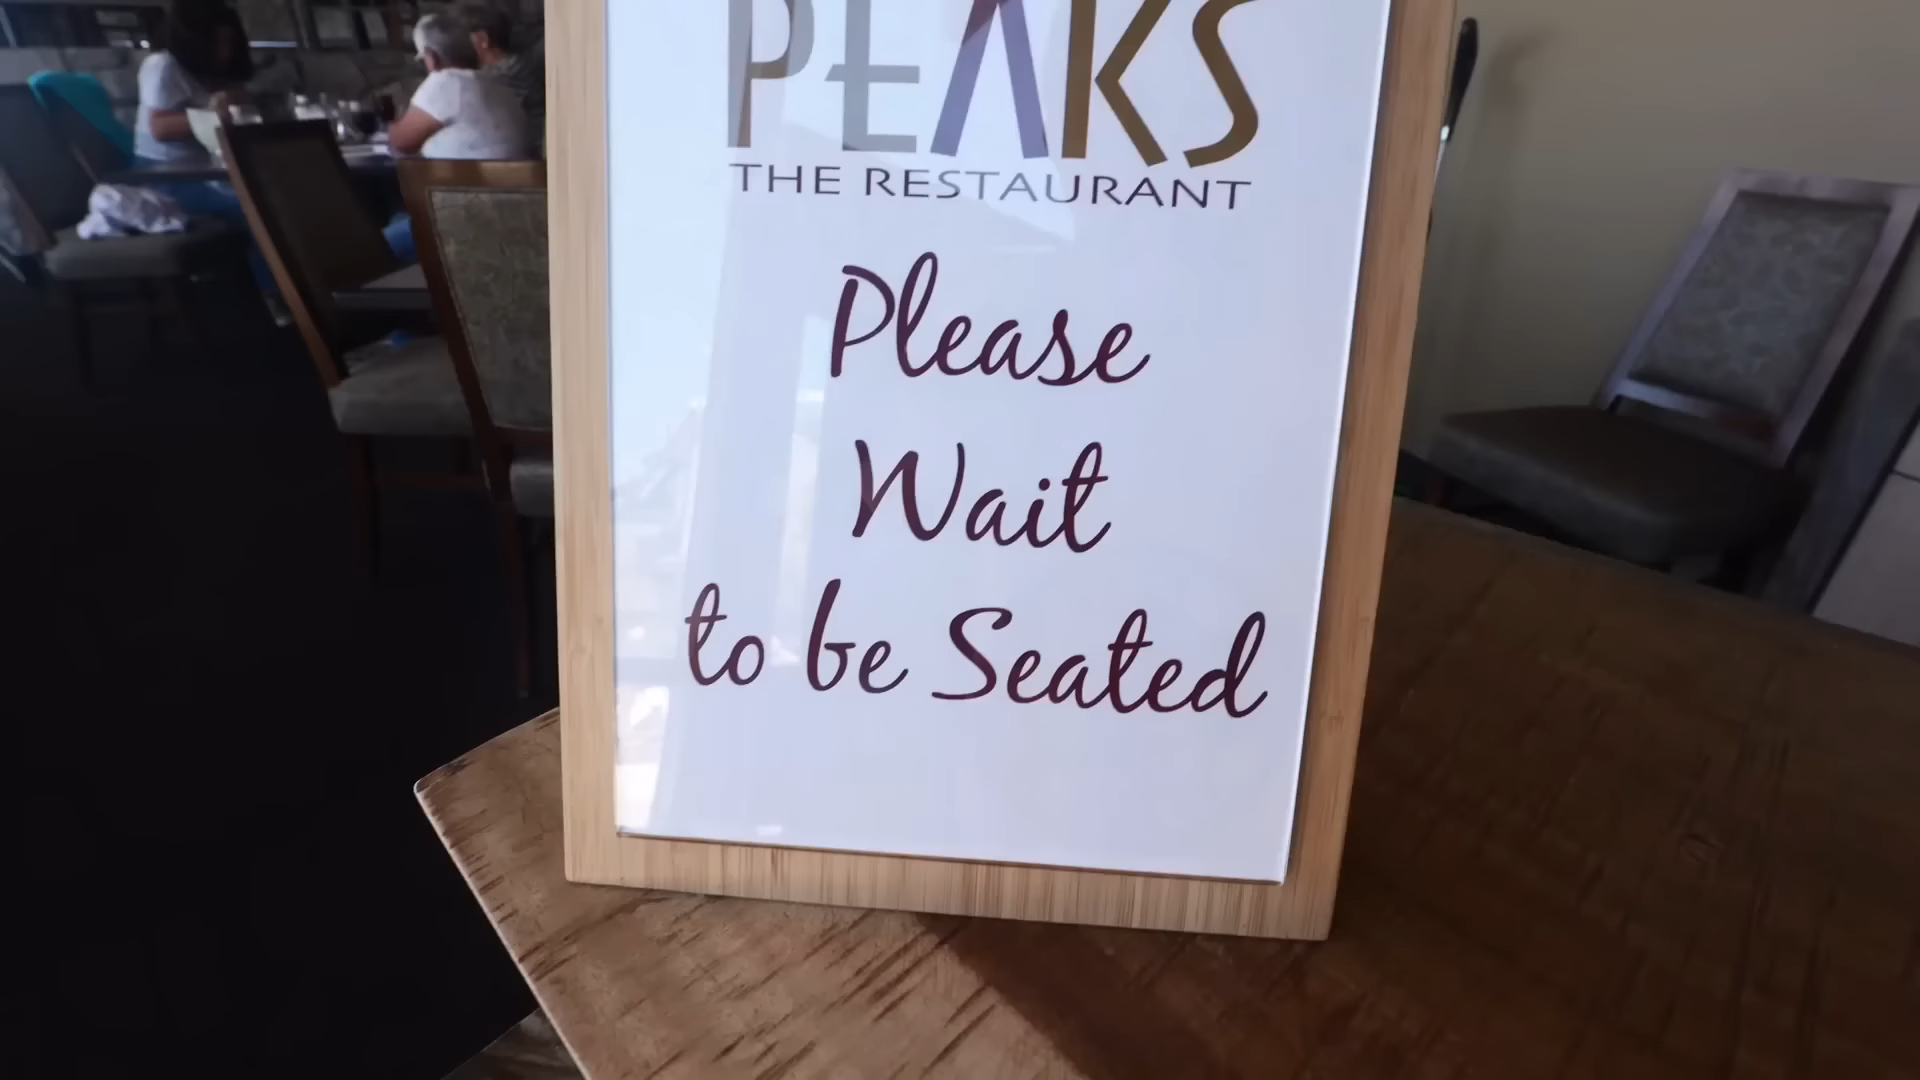 PEAKS
THE RESTAURANT
Please
Wait
to be Seated